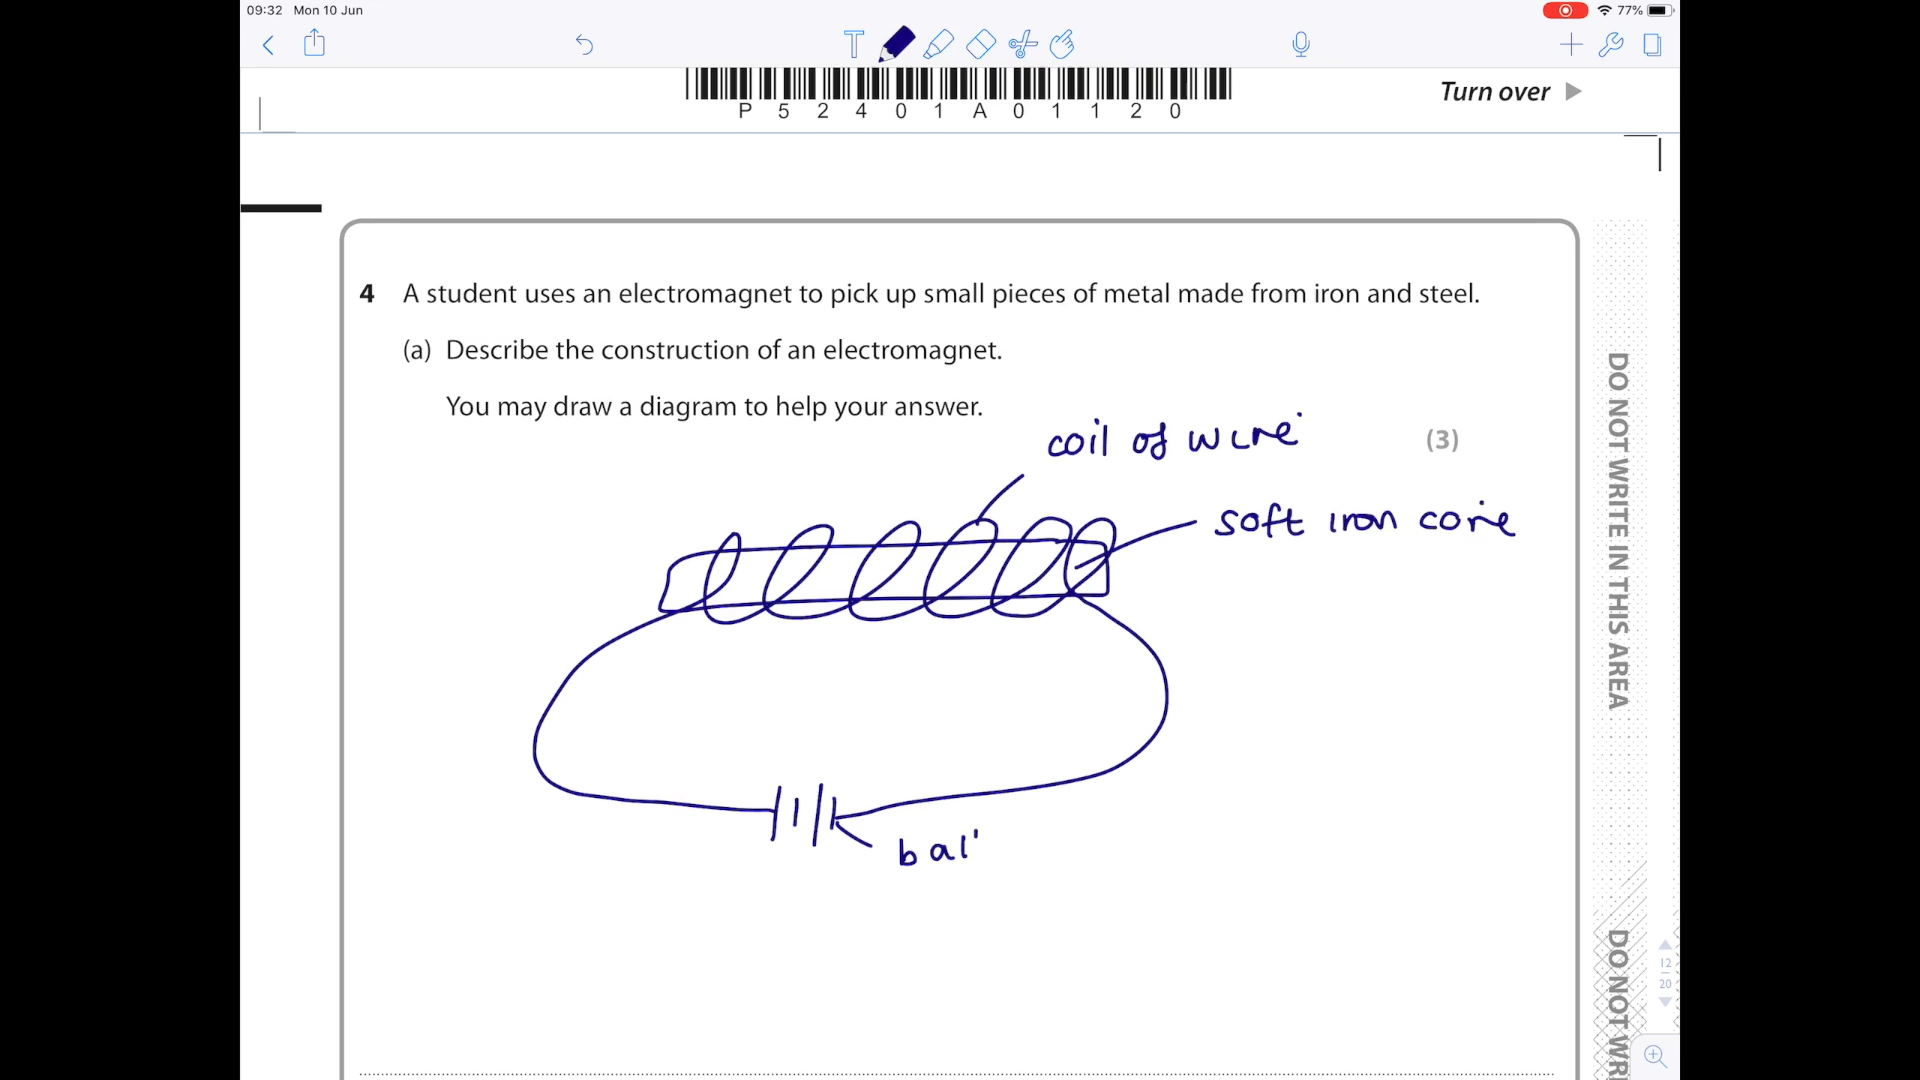 09:32 Mon 10 Jun
77%
T
P 5 2 4 0 1 A 0 1 1 2 0
Turn over
4 A student uses an electromagnet to pick up small pieces of metal made from iron and steel.
(a) Describe the construction of an electromagnet.
You may draw a diagram to help your answer.
(3)
coil of wire
soft iron core
bat
DO NOT WRITE IN THIS AREA
DO NOT WRI
12
20